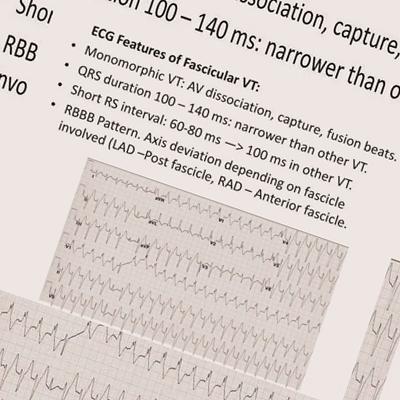 ssociation, capture,
on 100 – 140 ms: narrower than o
Shor
RBB
nvo
ECG Features of Fascicular VT:
• Monomorphic VT: AV dissociation, capture, fusion beats.
• QRS duration 100 – 140 ms: narrower than other VT.
• Short RS interval: 60-80 ms —> 100 ms in other VT.
• RBBB Pattern. Axis deviation depending on fascicle
involved (LAD –Post fascicle, RAD – Anterior fascicle.
aVR
V1
V4
aVL
V2
V5
aVF
V3
V6